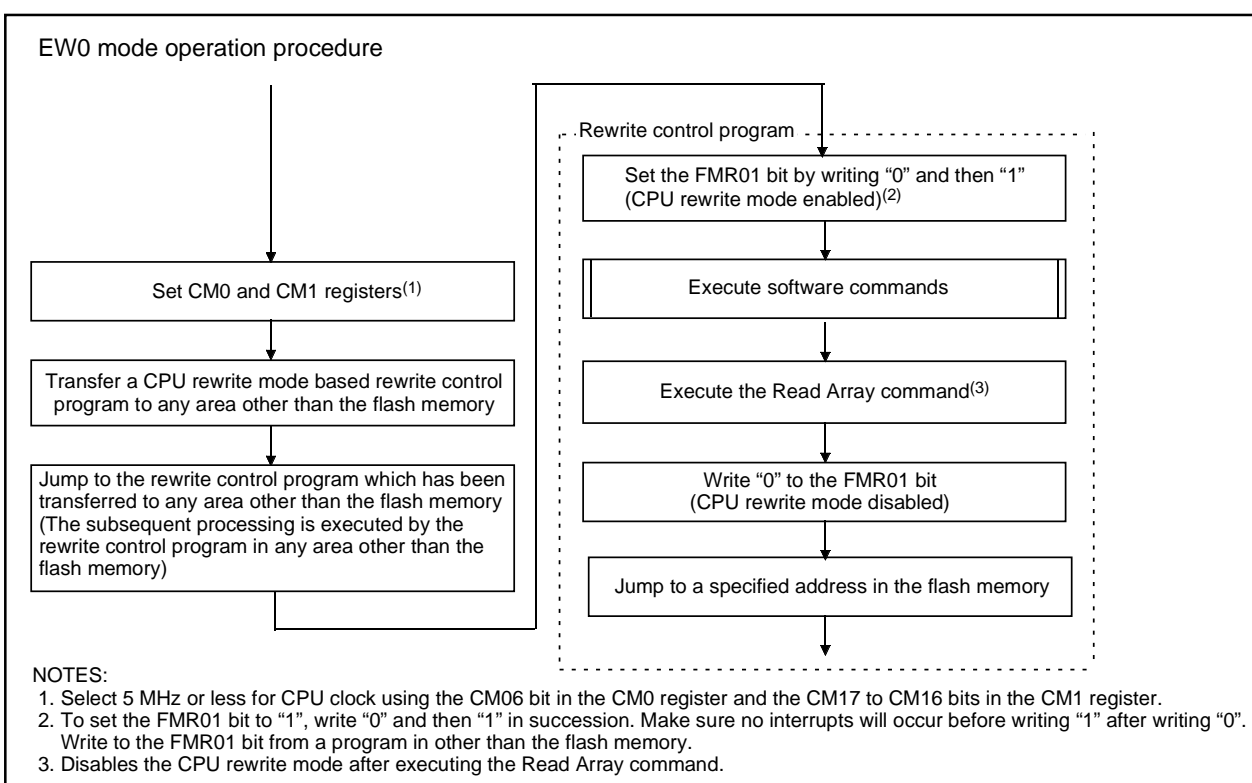 EW0 mode operation procedure
Set CM0 and CM1 registers(1)
Transfer a CPU rewrite mode based rewrite control
program to any area other than the flash memory
Jump to the rewrite control program which has been
transferred to any area other than the flash memory
(The subsequent processing is executed by the
rewrite control program in any area other than the
flash memory)
Rewrite control program
Set the FMR01 bit by writing “0” and then “1”
(CPU rewrite mode enabled)(2)
Execute software commands
Execute the Read Array command(3)
Write “0” to the FMR01 bit
(CPU rewrite mode disabled)
Jump to a specified address in the flash memory
NOTES:
1. Select 5 MHz or less for CPU clock using the CM06 bit in the CM0 register and the CM17 to CM16 bits in the CM1 register.
2. To set the FMR01 bit to “1”, write “0” and then “1” in succession. Make sure no interrupts will occur before writing “1” after writing “0”.
Write to the FMR01 bit from a program in other than the flash memory.
3. Disables the CPU rewrite mode after executing the Read Array command.